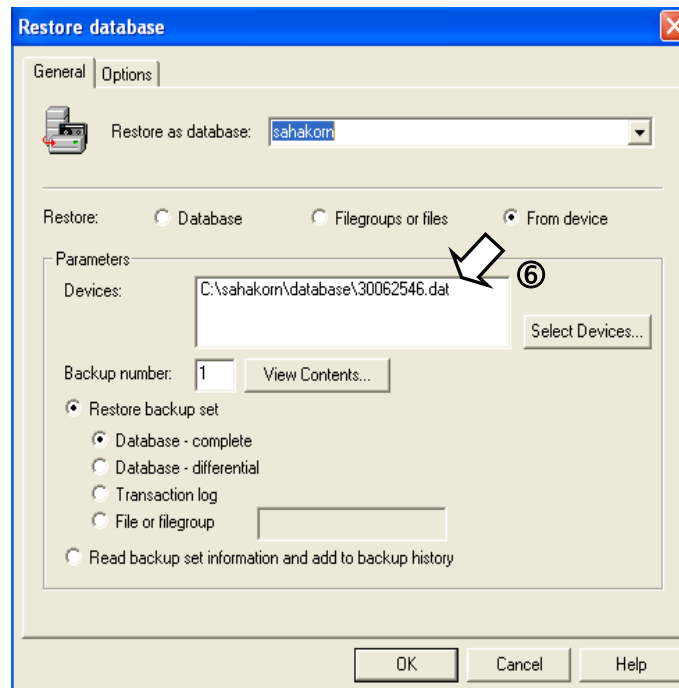 Restore database
General Options
Restore as database: sahakorn
Restore: Database Filegroups or files From device
Parameters
⑥
Devices: C:\sahakorn\database\30062546.dat
Select Devices...
Backup number: 1 View Contents...
Restore backup set
Database - complete
Database - differential
Transaction log
File or filegroup
Read backup set information and add to backup history
OK Cancel Help